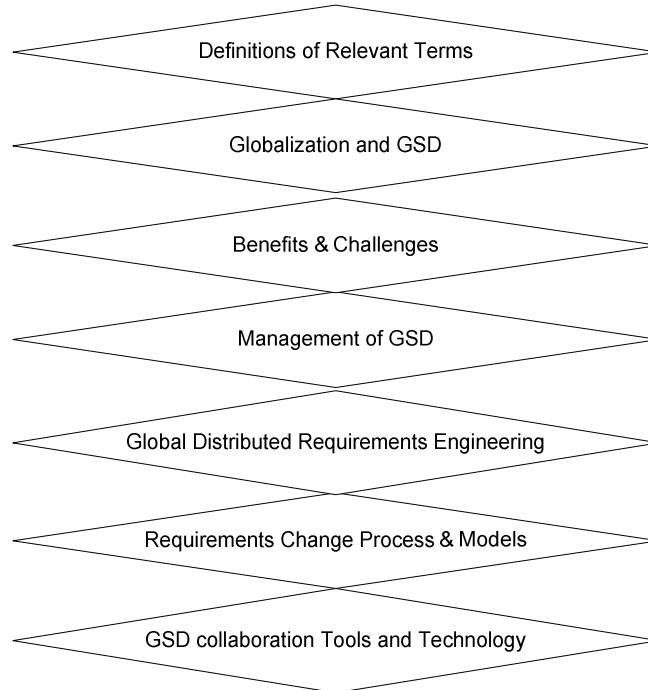 Definitions of Relevant Terms
Globalization and GSD
Benefits & Challenges
Management of GSD
Global Distributed Requirements Engineering
Requirements Change Process & Models
GSD collaboration Tools and Technology